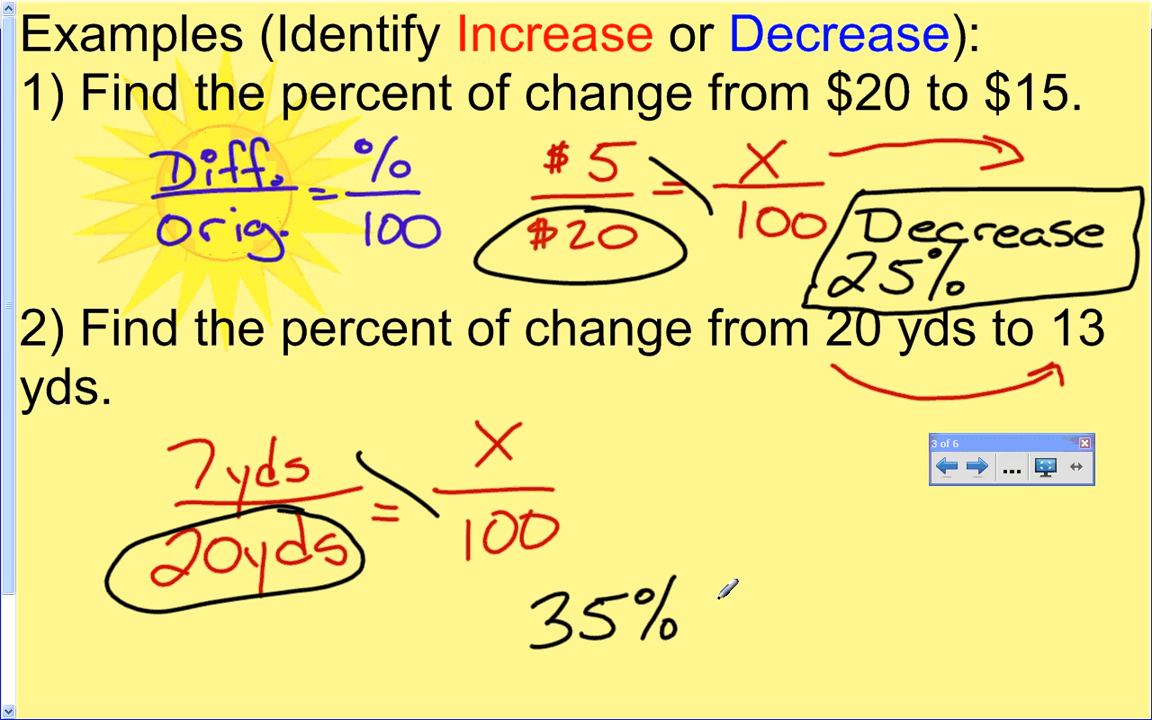 Examples (Identify Increase or Decrease):
1) Find the percent of change from $20 to $15.
Diff. = %
Orig. 100
$5 = X
$20 100
Decrease
25%
2) Find the percent of change from 20 yds to 13
yds.
3 of 6
...
7yds = X
20yds 100
35%